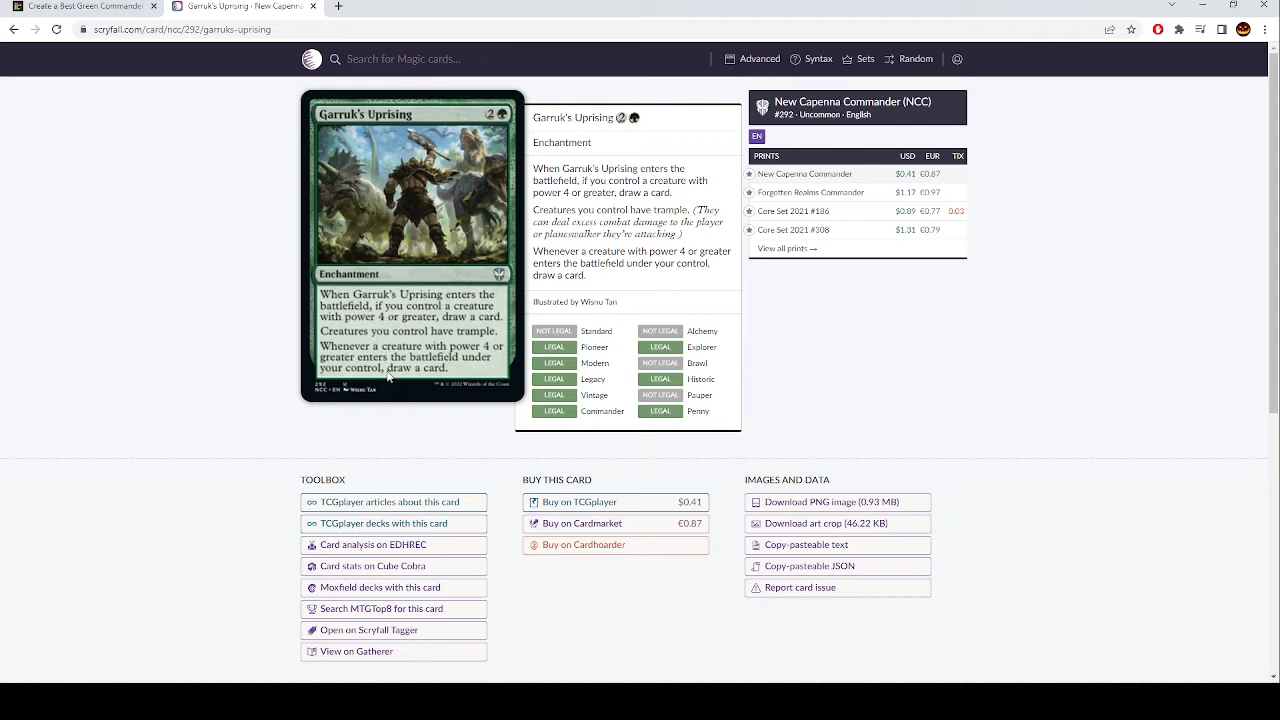 Create a Best Green Commander
Garruk's Uprising · New Capenna
scryfall.com/card/ncc/292/garruks-uprising
Search for Magic cards...
Advanced
Syntax
Sets
Random
Garruk's Uprising 2
Enchantment
When Garruk's Uprising enters the
battlefield, if you control a creature
with power 4 or greater, draw a card.
Creatures you control have trample.
Whenever a creature with power 4 or
greater enters the battlefield under
your control, draw a card.
292 U
NCC • EN Wisnu Tan
™ & © 2022 Wizards of the Coast
Garruk's Uprising 2
Enchantment
When Garruk's Uprising enters the
battlefield, if you control a creature with
power 4 or greater, draw a card.
Creatures you control have trample. (They
can deal excess combat damage to the player
or planeswalker they're attacking.)
Whenever a creature with power 4 or greater
enters the battlefield under your control,
draw a card.
Illustrated by Wisnu Tan
NOT LEGAL Standard NOT LEGAL Alchemy
LEGAL Pioneer LEGAL Explorer
LEGAL Modern NOT LEGAL Brawl
LEGAL Legacy LEGAL Historic
LEGAL Vintage NOT LEGAL Pauper
LEGAL Commander LEGAL Penny
New Capenna Commander (NCC)
#292 · Uncommon · English
EN
PRINTS USD EUR TIX
New Capenna Commander $0.41 €0.87
Forgotten Realms Commander $1.17 €0.97
Core Set 2021 #186 $0.89 €0.77 0.03
Core Set 2021 #308 $1.31 €0.79
View all prints →
TOOLBOX
TCGplayer articles about this card
TCGplayer decks with this card
Card analysis on EDHREC
Card stats on Cube Cobra
Moxfield decks with this card
Search MTGTop8 for this card
Open on Scryfall Tagger
View on Gatherer
BUY THIS CARD
Buy on TCGplayer $0.41
Buy on Cardmarket €0.87
Buy on Cardhoarder
IMAGES AND DATA
Download PNG image (0.93 MB)
Download art crop (46.22 KB)
Copy-pasteable text
Copy-pasteable JSON
Report card issue